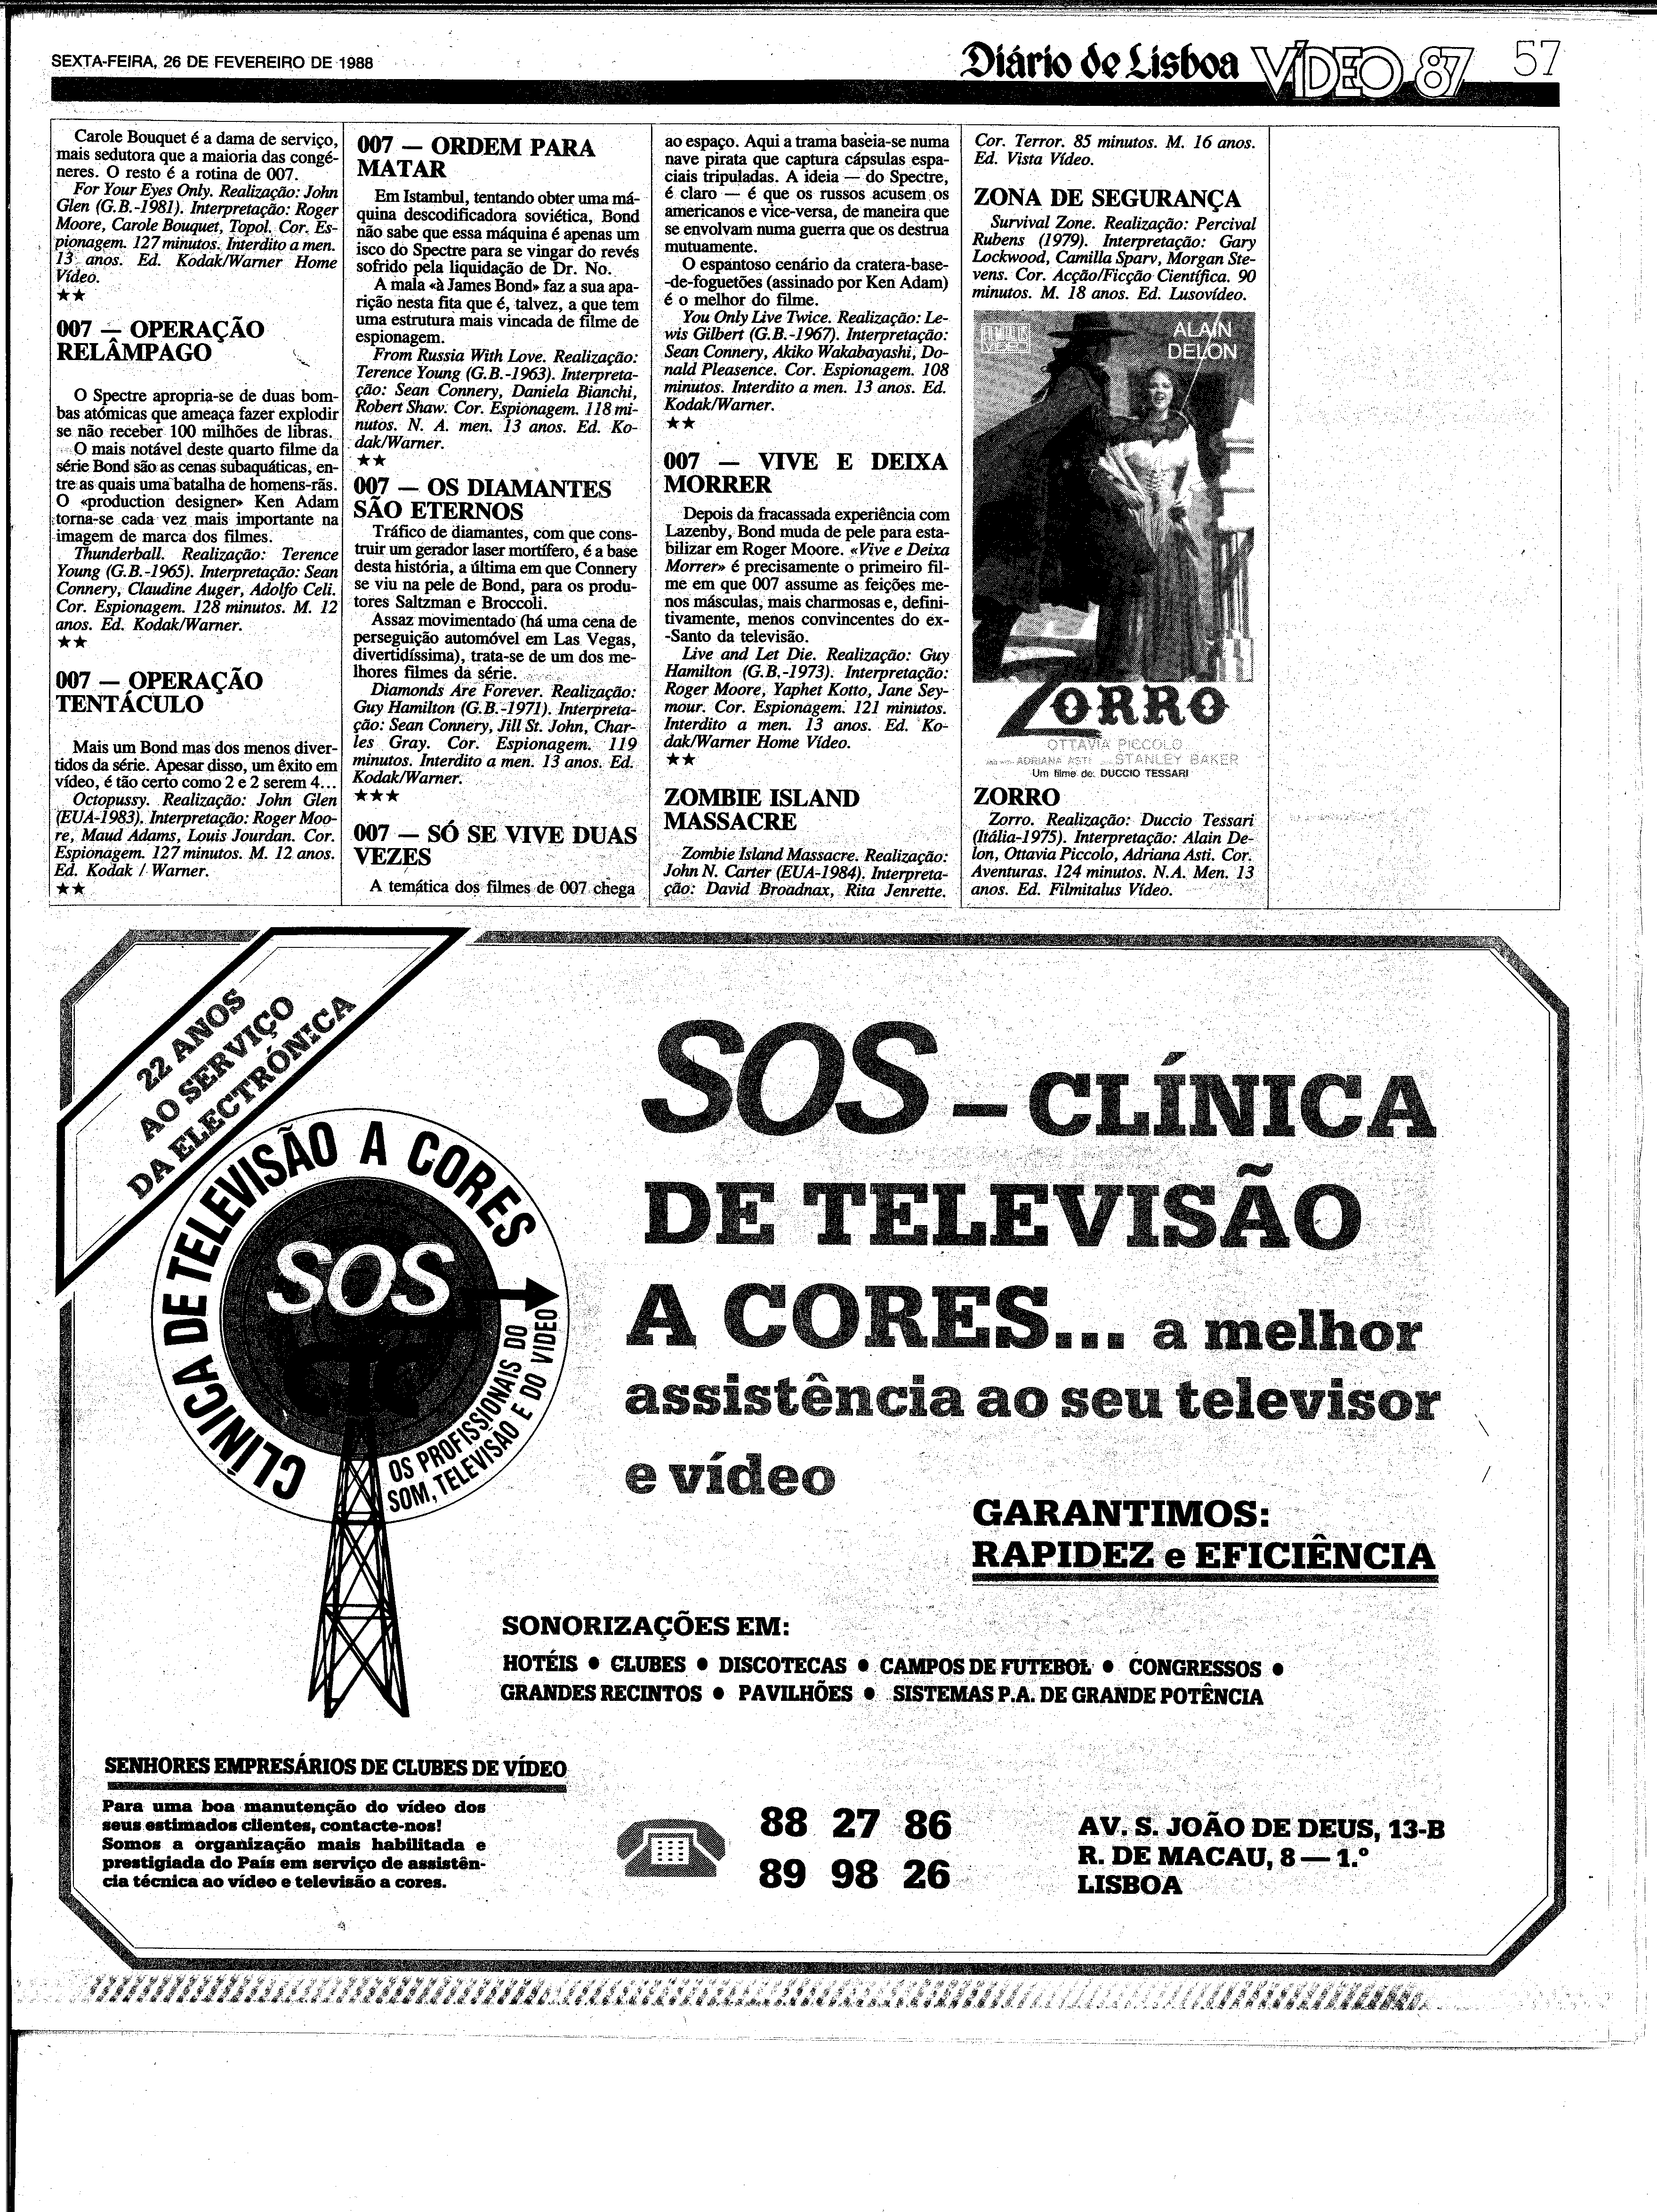 SEXTA-FEIRA, 26 DE FEVEREIRO DE 1988
Diário de Lisboa VÍDEO 87 57
Carole Bouquet é a dama de serviço,
mais sedutora que a maioria das congé-
neres. O resto é a rotina de 007.
For Your Eyes Only. Realização: John
Glen (G.B.-1981). Interpretação: Roger
Moore, Carole Bouquet, Topol. Cor. Es-
pionagem. 127 minutos. Interdito a men.
13 anos. Ed. Kodak/Warner Home
Vídeo.
★★
007 — OPERAÇÃO
RELÂMPAGO
O Spectre apropria-se de duas bom-
bas atómicas que ameaça fazer explodir
se não receber 100 milhões de libras.
O mais notável deste quarto filme da
série Bond são as cenas subaquáticas, en-
tre as quais uma batalha de homens-rãs.
O «production designer» Ken Adam
torna-se cada vez mais importante na
imagem de marca dos filmes.
Thunderball. Realização: Terence
Young (G.B.-1965). Interpretação: Sean
Connery, Claudine Auger, Adolfo Celi.
Cor. Espionagem. 128 minutos. M. 12
anos. Ed. Kodak/Warner.
★★
007 — OPERAÇÃO
TENTÁCULO
Mais um Bond mas dos menos diver-
tidos da série. Apesar disso, um êxito em
vídeo, é tão certo como 2 e 2 serem 4...
Octopussy. Realização: John Glen
(EUA-1983). Interpretação: Roger Moo-
re, Maud Adams, Louis Jourdan. Cor.
Espionagem. 127 minutos. M. 12 anos.
Ed. Kodak / Warner.
★★
007 — ORDEM PARA
MATAR
Em Istambul, tentando obter uma má-
quina descodificadora soviética, Bond
não sabe que essa máquina é apenas um
isco do Spectre para se vingar do revés
sofrido pela liquidação de Dr. No.
A mala «à James Bond» faz a sua apa-
rição nesta fita que é, talvez, a que tem
uma estrutura mais vincada de filme de
espionagem.
From Russia With Love. Realização:
Terence Young (G.B.-1963). Interpreta-
ção: Sean Connery, Daniela Bianchi,
Robert Shaw. Cor. Espionagem. 118 mi-
nutos. N. A. men. 13 anos. Ed. Ko-
dak/Warner.
★★
007 — OS DIAMANTES
SÃO ETERNOS
Tráfico de diamantes, com que cons-
truir um gerador laser mortífero, é a base
desta história, a última em que Connery
se viu na pele de Bond, para os produ-
tores Saltzman e Broccoli.
Assaz movimentado (há uma cena de
perseguição automóvel em Las Vegas,
divertidíssima), trata-se de um dos me-
lhores filmes da série.
Diamonds Are Forever. Realização:
Guy Hamilton (G.B.-1971). Interpreta-
ção: Sean Connery, Jill St. John, Char-
les Gray. Cor. Espionagem. 119
minutos. Interdito a men. 13 anos. Ed.
Kodak/Warner.
★★★
007 — SÓ SE VIVE DUAS
VEZES
A temática dos filmes de 007 chega
ao espaço. Aqui a trama baseia-se numa
nave pirata que captura cápsulas espa-
ciais tripuladas. A ideia — do Spectre,
é claro — é que os russos acusem os
americanos e vice-versa, de maneira que
se envolvam numa guerra que os destrua
mutuamente.
O espantoso cenário da cratera-base-
-de-foguetões (assinado por Ken Adam)
é o melhor do filme.
You Only Live Twice. Realização: Le-
wis Gilbert (G.B.-1967). Interpretação:
Sean Connery, Akiko Wakabayashi, Do-
nald Pleasence. Cor. Espionagem. 108
minutos. Interdito a men. 13 anos. Ed.
Kodak/Warner.
★★
007 — VIVE E DEIXA
MORRER
Depois da fracassada experiência com
Lazenby, Bond muda de pele para esta-
bilizar em Roger Moore. «Vive e Deixa
Morrer» é precisamente o primeiro fil-
me em que 007 assume as feições me-
nos másculas, mais charmosas e, defini-
tivamente, menos convincentes do ex-
-Santo da televisão.
Live and Let Die. Realização: Guy
Hamilton (G.B.-1973). Interpretação:
Roger Moore, Yaphet Kotto, Jane Sey-
mour. Cor. Espionagem. 121 minutos.
Interdito a men. 13 anos. Ed. Ko-
dak/Warner Home Vídeo.
★★
ZOMBIE ISLAND
MASSACRE
Zombie Island Massacre. Realização:
John N. Carter (EUA-1984). Interpreta-
ção: David Broadnax, Rita Jenrette.
Cor. Terror. 85 minutos. M. 16 anos.
Ed. Vista Vídeo.
ZONA DE SEGURANÇA
Survival Zone. Realização: Percival
Rubens (1979). Interpretação: Gary
Lockwood, Camilla Sparv, Morgan Ste-
vens. Cor. Acção/Ficção Científica. 90
minutos. M. 18 anos. Ed. Lusovídeo.
ALAIN
DELON
ZORRO
OTTAVIA PICCOLO
ADRIANA ASTI STANLEY BAKER
Um filme de: DUCCIO TESSARI
ZORRO
Zorro. Realização: Duccio Tessari
(Itália-1975). Interpretação: Alain De-
lon, Ottavia Piccolo, Adriana Asti. Cor.
Aventuras. 124 minutos. N.A. Men. 13
anos. Ed. Filmitalus Vídeo.
22 ANOS
AO SERVIÇO
DA ELECTRÓNICA
CLÍNICA DE TELEVISÃO A CORES
SOS
OS PROFISSIONAIS DO
SOM, TELEVISÃO E DO VIDEO
SOS – CLÍNICA
DE TELEVISÃO
A CORES... a melhor
assistência ao seu televisor
e vídeo
GARANTIMOS:
RAPIDEZ e EFICIÊNCIA
SONORIZAÇÕES EM:
HOTÉIS ● CLUBES ● DISCOTECAS ● CAMPOS DE FUTEBOL ● CONGRESSOS ●
GRANDES RECINTOS ● PAVILHÕES ● SISTEMAS P.A. DE GRANDE POTÊNCIA
SENHORES EMPRESÁRIOS DE CLUBES DE VÍDEO
Para uma boa manutenção do vídeo dos
seus estimados clientes, contacte-nos!
Somos a organização mais habilitada e
prestigiada do País em serviço de assistên-
cia técnica ao vídeo e televisão a cores.
88 27 86
89 98 26
AV. S. JOÃO DE DEUS, 13-B
R. DE MACAU, 8 — 1.º
LISBOA